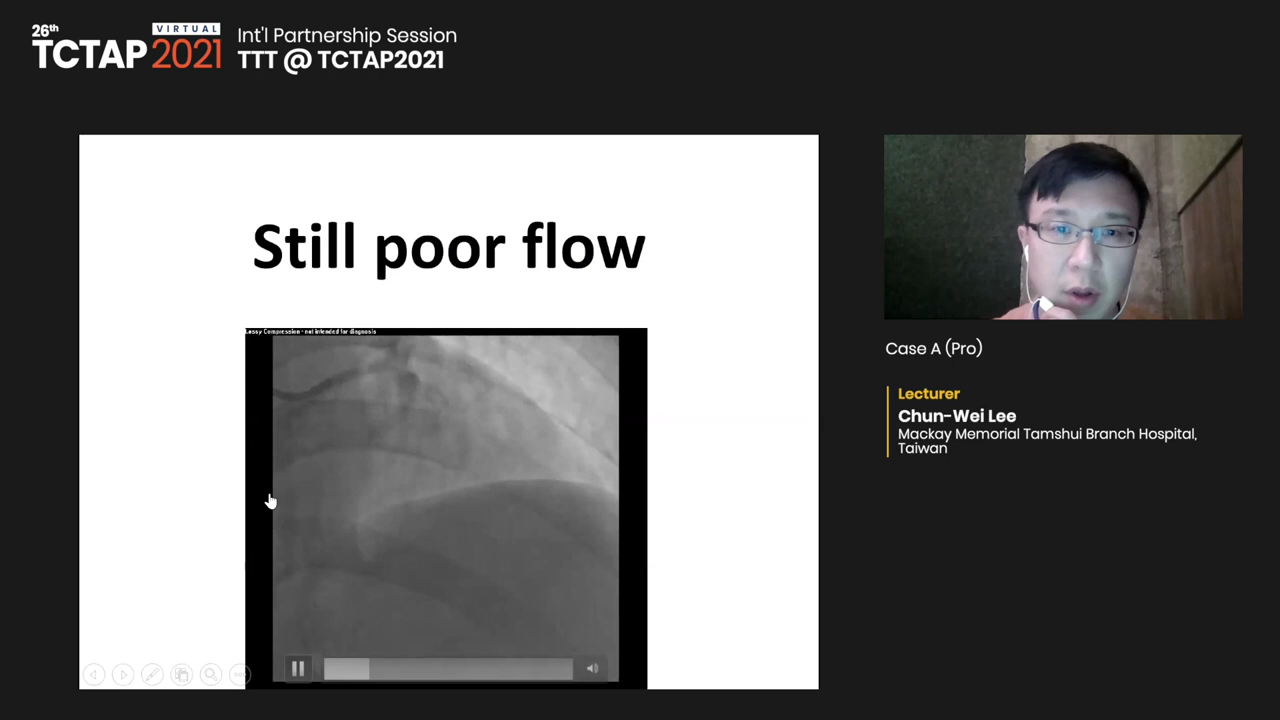 26th
VIRTUAL
TCTAP 2021
Int'l Partnership Session
TTT @ TCTAP2021
Still poor flow
Lossy Compression - not intended for diagnosis
Case A (Pro)
Lecturer
Chun-Wei Lee
Mackay Memorial Tamshui Branch Hospital,
Taiwan